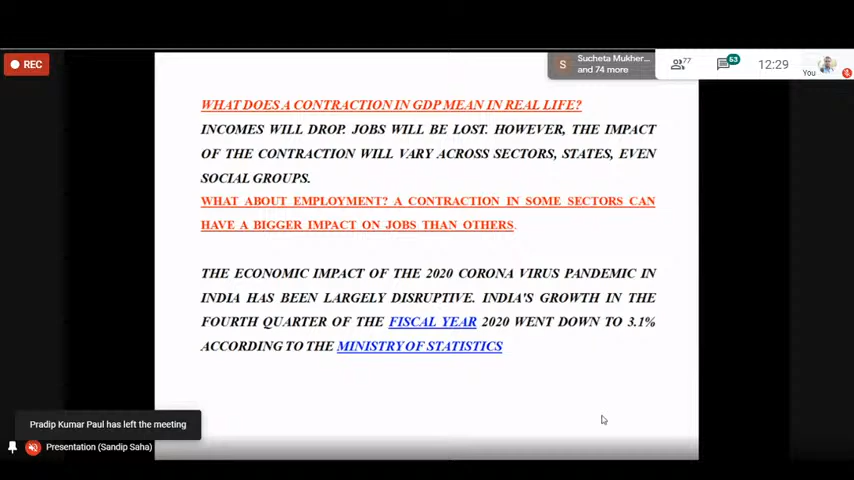 REC
S
Sucheta Mukher...
and 74 more
77
63
12:29
You
WHAT DOES A CONTRACTION IN GDP MEAN IN REAL LIFE?
INCOMES WILL DROP. JOBS WILL BE LOST. HOWEVER, THE IMPACT
OF THE CONTRACTION WILL VARY ACROSS SECTORS, STATES, EVEN
SOCIAL GROUPS.
WHAT ABOUT EMPLOYMENT? A CONTRACTION IN SOME SECTORS CAN
HAVE A BIGGER IMPACT ON JOBS THAN OTHERS.
THE ECONOMIC IMPACT OF THE 2020 CORONA VIRUS PANDEMIC IN
INDIA HAS BEEN LARGELY DISRUPTIVE. INDIA'S GROWTH IN THE
FOURTH QUARTER OF THE FISCAL YEAR 2020 WENT DOWN TO 3.1%
ACCORDING TO THE MINISTRY OF STATISTICS
Pradip Kumar Paul has left the meeting
Presentation (Sandip Saha)